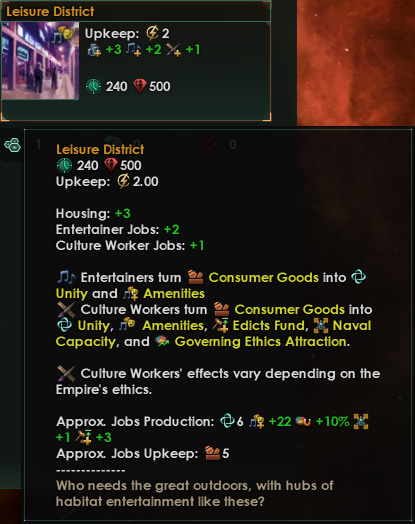 Leisure District
Upkeep: 2
+3 +2 +1
240 500
1 0 0
Leisure District
240 500
Upkeep: 2.00
Housing: +3
Entertainer Jobs: +2
Culture Worker Jobs: +1
Entertainers turn Consumer Goods into
Unity and Amenities
Culture Workers turn Consumer Goods into
Unity, Amenities, Edicts Fund, Naval
Capacity, and Governing Ethics Attraction.
Culture Workers' effects vary depending on the
Empire's ethics.
Approx. Jobs Production: 6 +22 +10%
+1 +3
Approx. Jobs Upkeep: 5
--------------
Who needs the great outdoors, with hubs of
habitat entertainment like these?